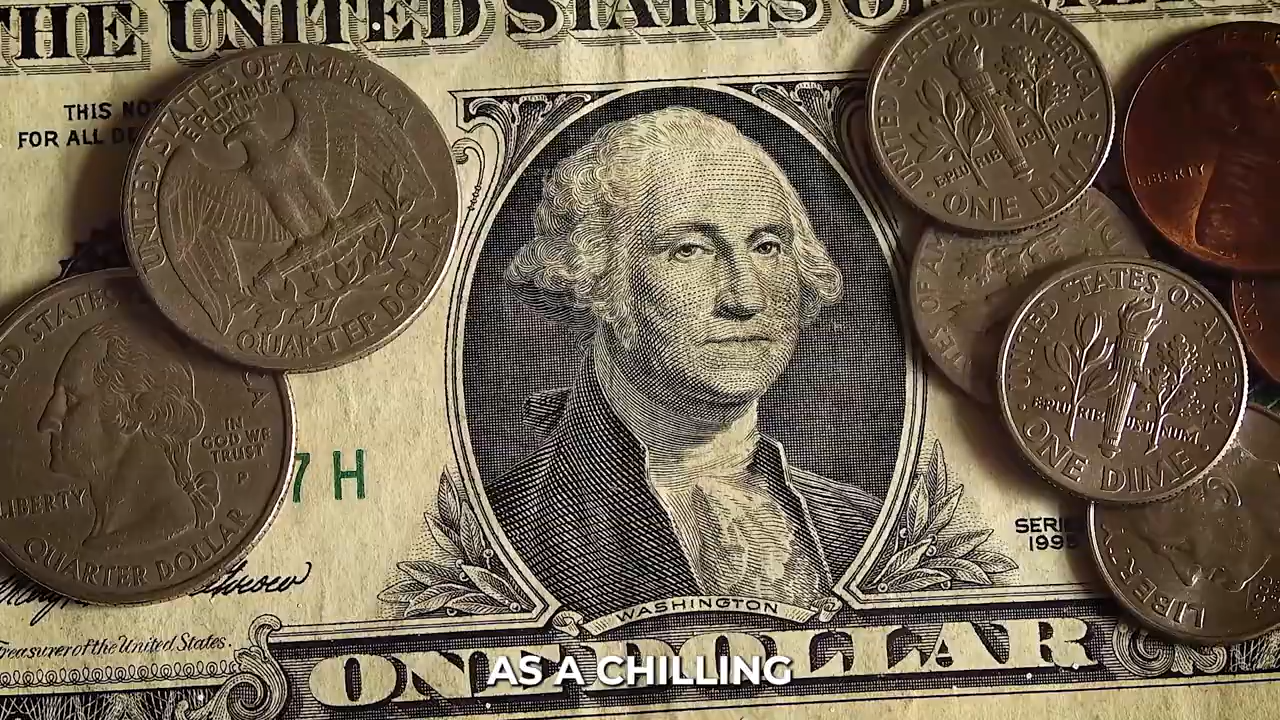 THE UNITED STATES OF
THIS NO
FOR ALL DE
UNITED STATES OF AMERICA
E PLURIBUS
UNUM
QUARTER DOLLAR
UNITED STATES OF AMERICA
E PLURIBUS UNUM
ONE DIME
LIBERTY
STATES
IN
GOD WE
TRUST
P
LIBERTY
QUARTER DOLLAR
7 H
UNITED STATES OF AMERICA
E PLURIBUS UNUM
ONE DIME
SERI
1995
LIBERTY
WASHINGTON
Treasurer of the United States.
ONE DOLLAR
AS A CHILLING